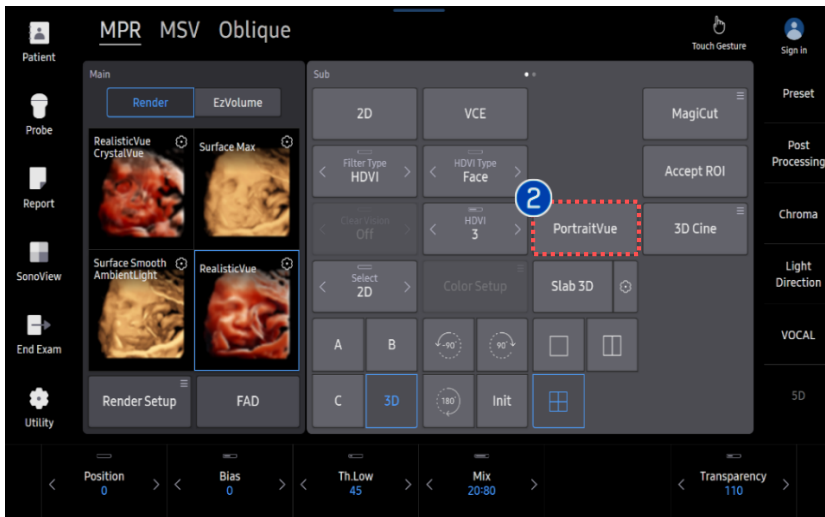 MPR MSV Oblique
Touch Gesture
Sign in
Patient
Probe
Report
SonoView
End Exam
Utility
Main
Render
EzVolume
RealisticVue
CrystalVue
Surface Max
Surface Smooth
AmbientLight
RealisticVue
Render Setup
FAD
Sub
2D
VCE
MagiCut
Filter Type
HDVI
HDVI Type
Face
Accept ROI
2
ClearVision
Off
HDVI
3
PortraitVue
3D Cine
Select
2D
Color Setup
Slab 3D
A
B
-90°
90°
C
3D
180°
Init
Preset
Post
Processing
Chroma
Light
Direction
VOCAL
5D
Position
0
Bias
0
Th.Low
45
Mix
20:80
Transparency
110